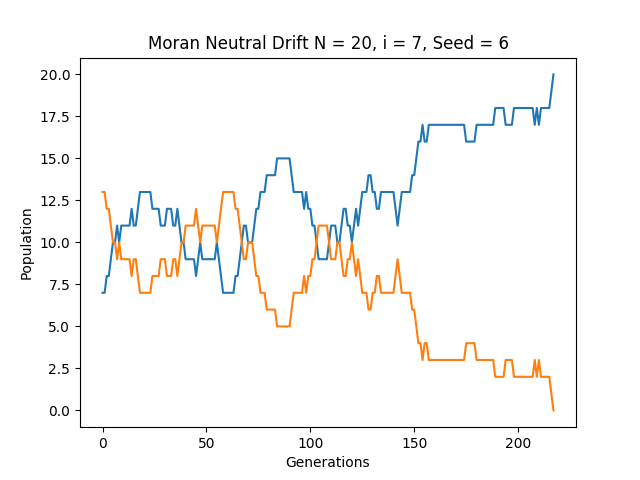 Moran Neutral Drift N = 20, i = 7, Seed = 6
20.0
17.5
15.0
12.5
10.0
7.5
5.0
2.5
0.0
Population
0 50 100 150 200
Generations